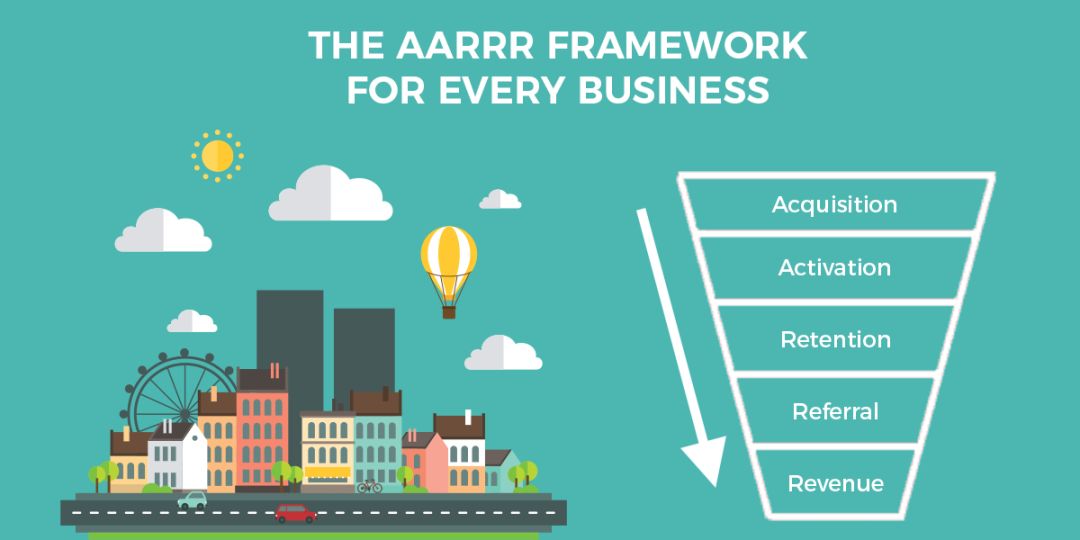 THE AARRR FRAMEWORK
FOR EVERY BUSINESS
Acquisition
Activation
Retention
Referral
Revenue